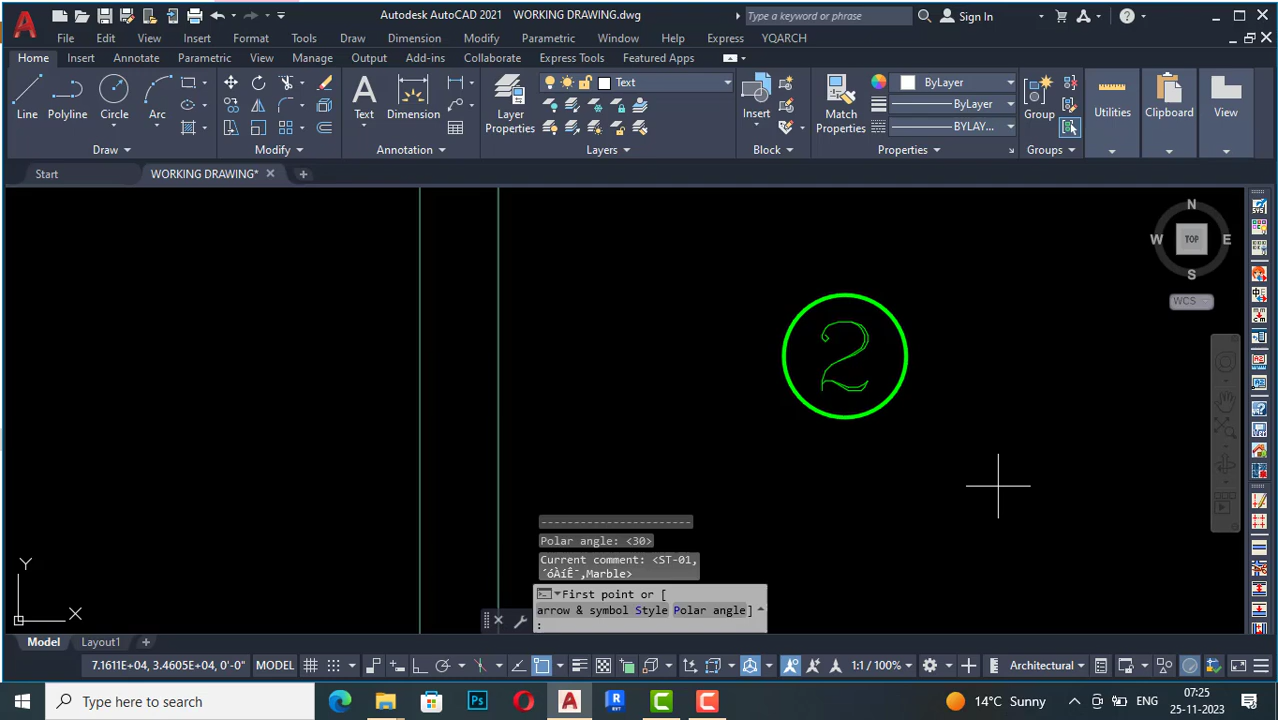 Autodesk AutoCAD 2021 WORKING DRAWING.dwg
Type a keyword or phrase
Sign In
File Edit View Insert Format Tools Draw Dimension Modify Parametric Window Help Express YQARCH
Home Insert Annotate Parametric View Manage Output Add-ins Collaborate Express Tools Featured Apps
Line Polyline Circle Arc
Text Dimension
Layer Properties
Text
Insert
Match Properties
ByLayer
ByLayer
BYLAY...
Group
Utilities
Clipboard
View
Draw Modify Annotation Layers Block Properties Groups
Start WORKING DRAWING*
N
W TOP E
S
WCS
2
-----------------------
Polar angle: <30>
Current comment: <ST-01,
´óÀíÊ¯,Marble>
First point or [
arrow & symbol Style Polar angle]
:
Y
X
Model Layout1
7.1611E+04, 3.4605E+04, 0'-0" MODEL 1:1 / 100% Architectural
Type here to search
Ps
14°C Sunny
ENG
07:25
25-11-2023